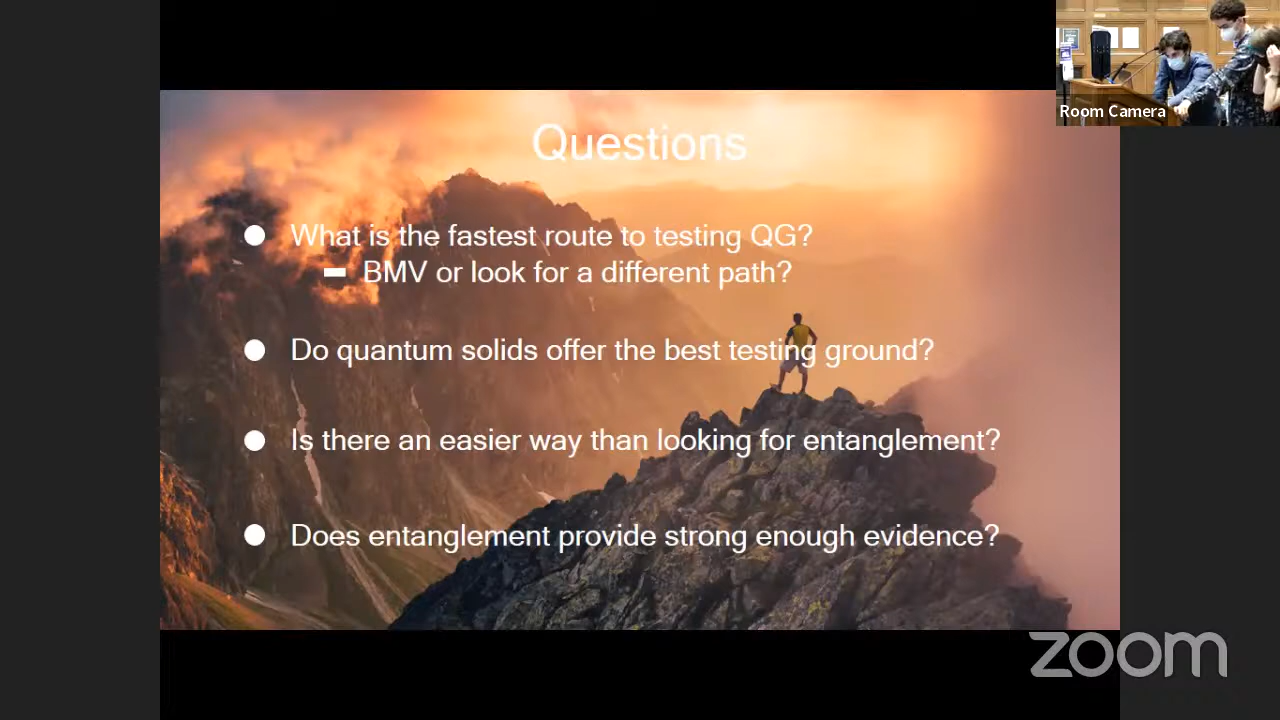 Questions
What is the fastest route to testing QG?
BMV or look for a different path?
Do quantum solids offer the best testing ground?
Is there an easier way than looking for entanglement?
Does entanglement provide strong enough evidence?
Room Camera
zoom